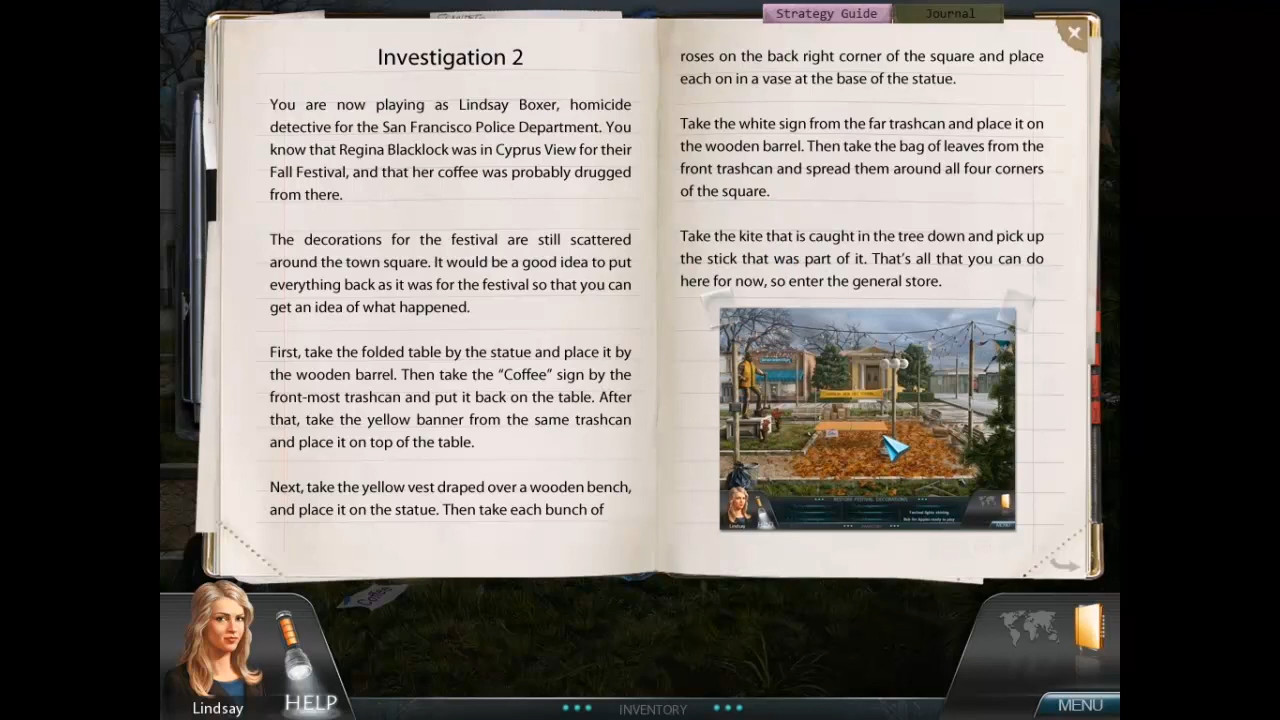 Strategy Guide
Journal
Investigation 2
You are now playing as Lindsay Boxer, homicide
detective for the San Francisco Police Department. You
know that Regina Blacklock was in Cyprus View for their
Fall Festival, and that her coffee was probably drugged
from there.
The decorations for the festival are still scattered
around the town square. It would be a good idea to put
everything back as it was for the festival so that you can
get an idea of what happened.
First, take the folded table by the statue and place it by
the wooden barrel. Then take the “Coffee” sign by the
front-most trashcan and put it back on the table. After
that, take the yellow banner from the same trashcan
and place it on top of the table.
Next, take the yellow vest draped over a wooden bench,
and place it on the statue. Then take each bunch of
roses on the back right corner of the square and place
each on in a vase at the base of the statue.
Take the white sign from the far trashcan and place it on
the wooden barrel. Then take the bag of leaves from the
front trashcan and spread them around all four corners
of the square.
Take the kite that is caught in the tree down and pick up
the stick that was part of it. That’s all that you can do
here for now, so enter the general store.
Lindsay
Coffee
Lindsay
HELP
INVENTORY
MENU